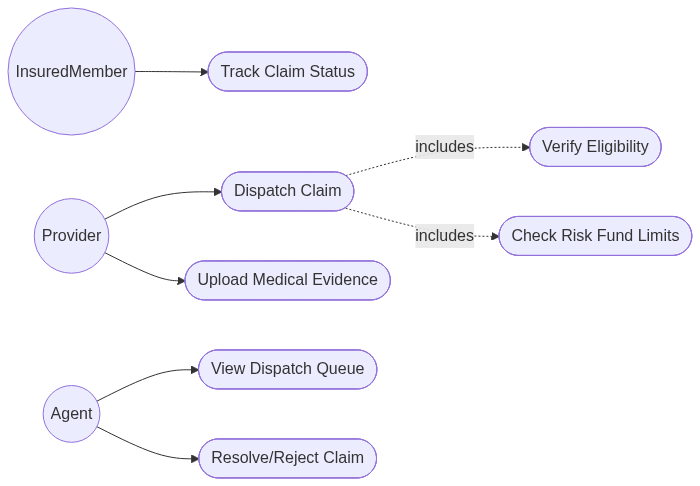 InsuredMember
Track Claim Status
includes
Verify Eligibility
Dispatch Claim
Provider
includes
Check Risk Fund Limits
Upload Medical Evidence
View Dispatch Queue
Agent
Resolve/Reject Claim